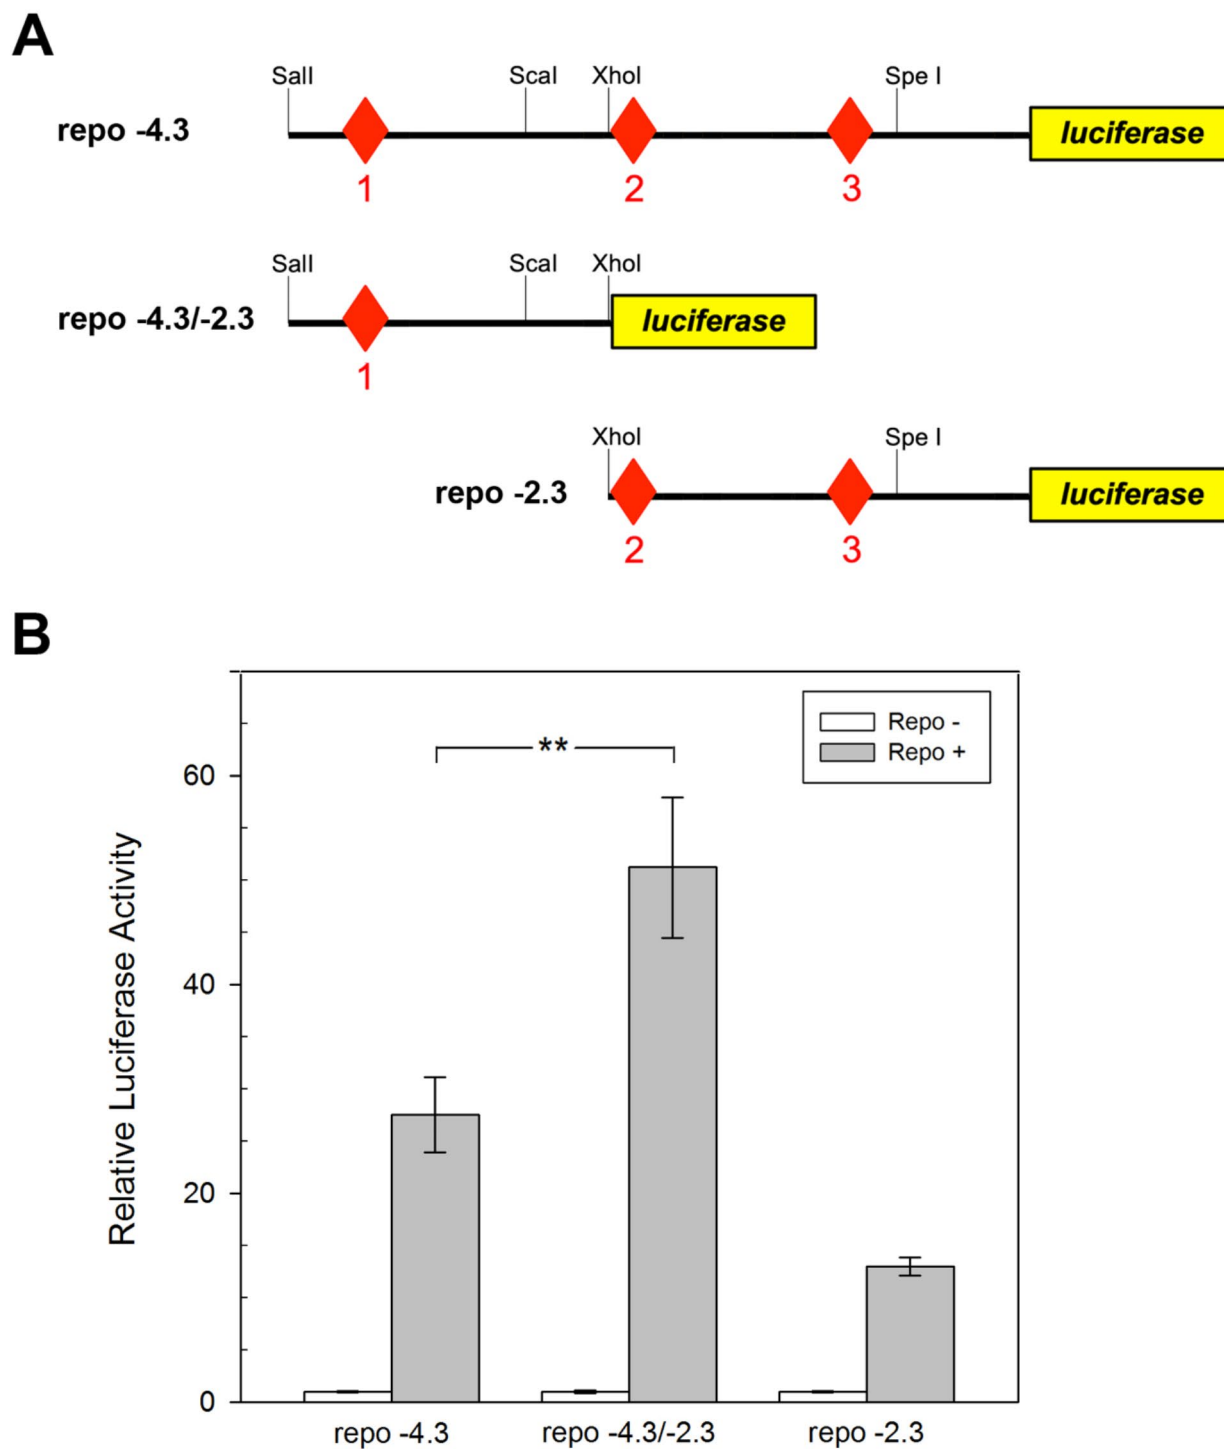 A
SalI ScaI XhoI Spe I
repo -4.3 luciferase
1 2 3
SalI ScaI XhoI
repo -4.3/-2.3 luciferase
1
XhoI Spe I
repo -2.3 luciferase
2 3
B
Repo -
Repo +
**
60
40
20
0
Relative Luciferase Activity
repo -4.3 repo -4.3/-2.3 repo -2.3